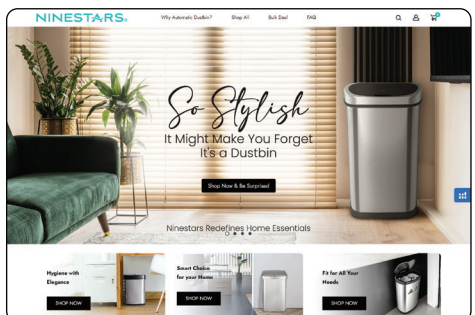 NINESTARS
Why Automatic Dustbin?
Shop All
Bulk Deal
FAQ
So Stylish
It Might Make You Forget
It's a Dustbin
Shop Now & Be Surprised
Ninestars Redefines Home Essentials
Hygiene with
Elegance
SHOP NOW
Smart Choice
for your Home
SHOP NOW
Fit for All Your
Needs
SHOP NOW